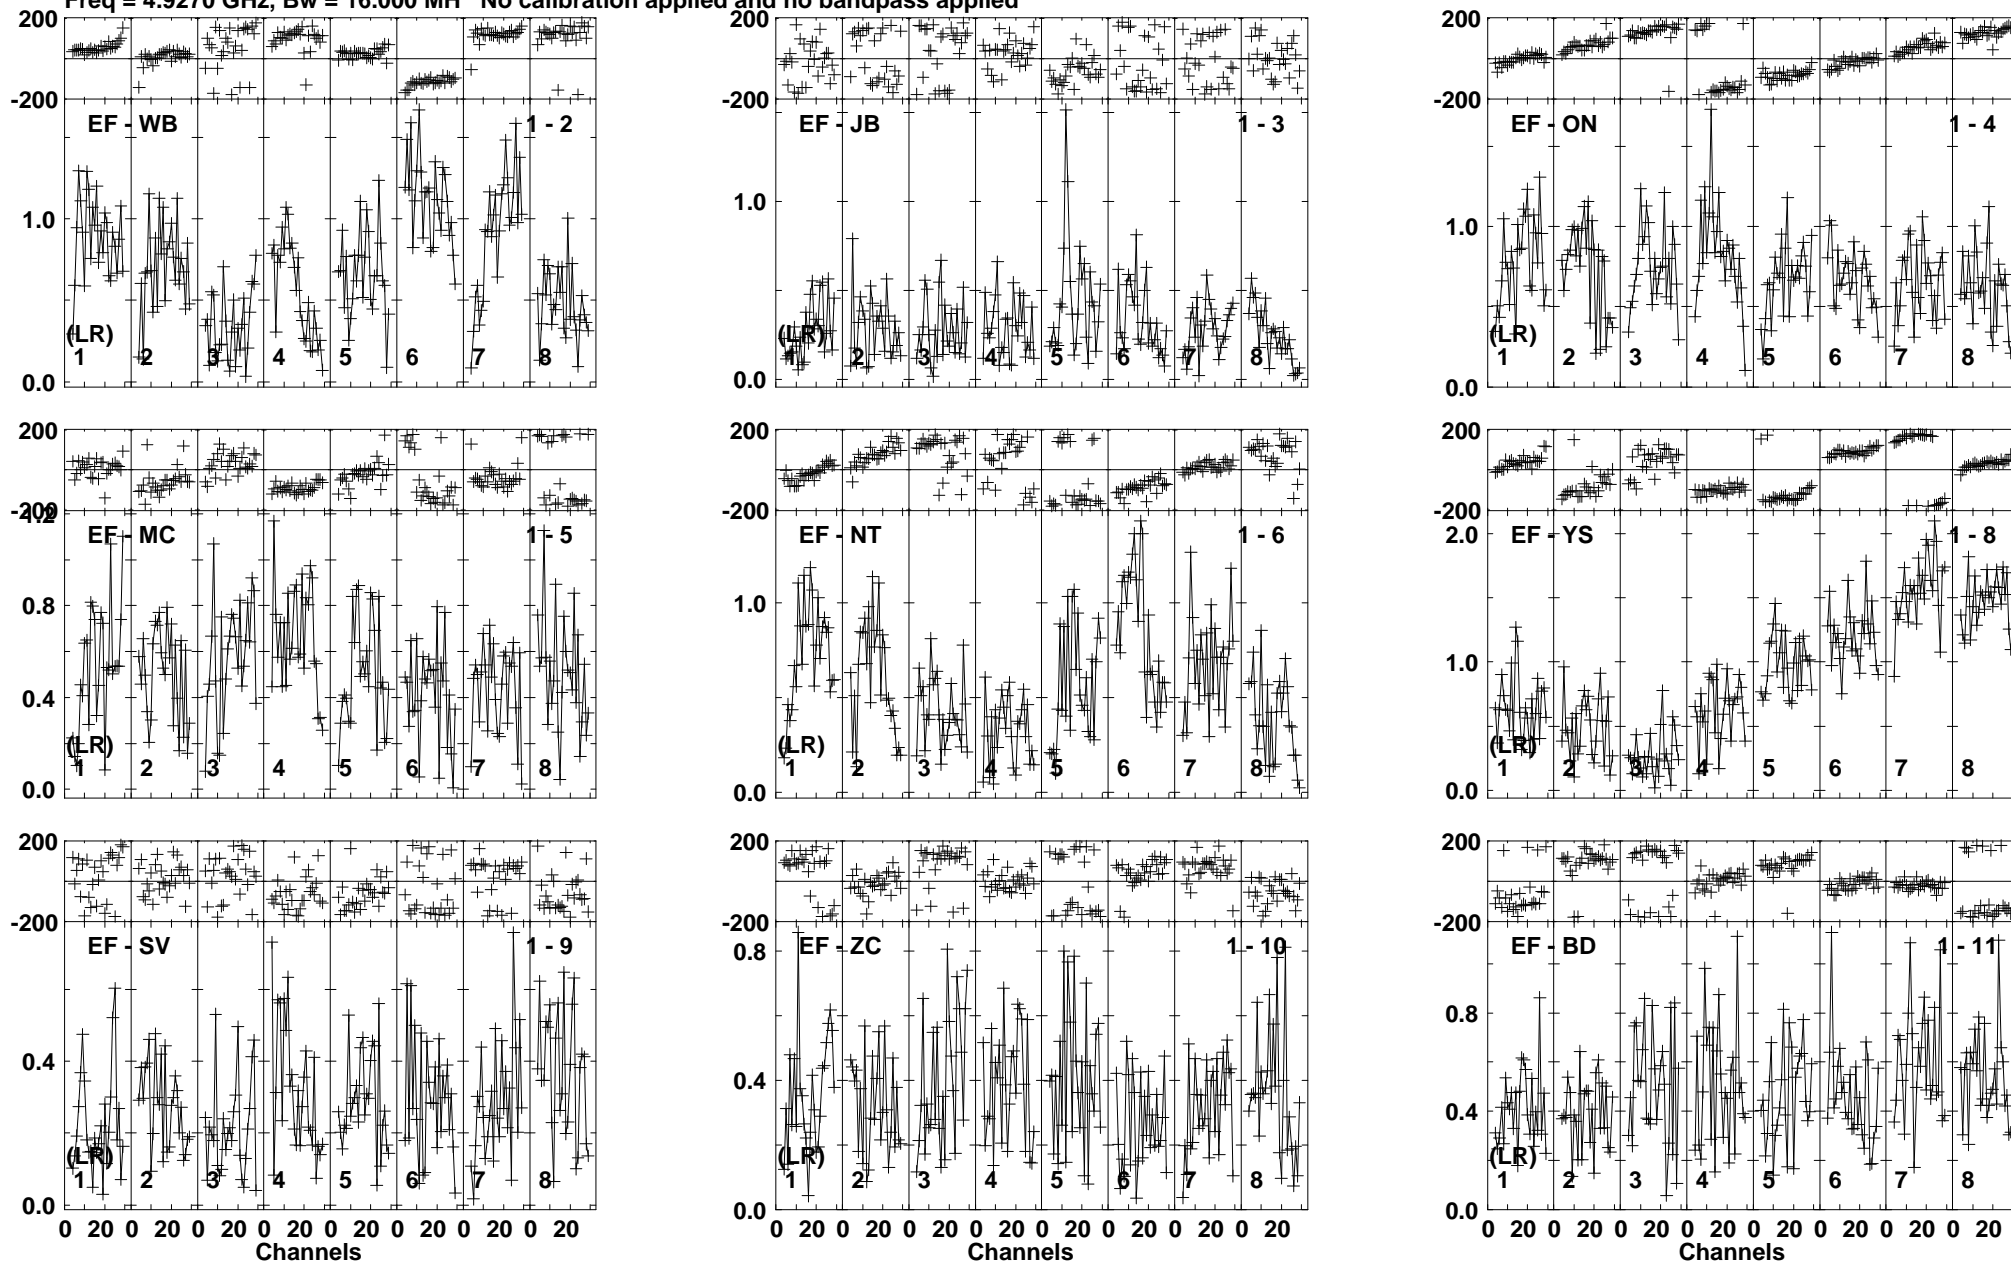 Freq = 4.9270 GHz, Bw = 16.000 MH No calibration applied and no bandpass applied
200 200 200
-200 -200 -200
EF - WB 1 - 2 EF - JB 1 - 3 EF - ON 1 - 4
1.0 1.0 1.0
(LR) (LR) (LR)
1 2 3 4 5 6 7 8 1 2 3 4 5 6 7 8 1 2 3 4 5 6 7 8
0.0 0.0 0.0
200 200 200
-200 -200 -200
1.2
EF - MC 1 - 5 EF - NT 1 - 6 EF - YS 1 - 8
2.0
0.8 1.0 1.0
0.4
(LR) (LR) (LR)
1 2 3 4 5 6 7 8 1 2 3 4 5 6 7 8 1 2 3 4 5 6 7 8
0.0 0.0 0.0
200 200 200
-200 -200 -200
EF - SV 1 - 9 EF - ZC 1 - 10 EF - BD 1 - 11
0.8 0.8
0.4 0.4 0.4
(LR) (LR) (LR)
1 2 3 4 5 6 7 8 1 2 3 4 5 6 7 8 1 2 3 4 5 6 7 8
0.0 0.0 0.0
0 20 0 20 0 20 0 20 0 20 0 20 0 20 0 20 0 20 0 20 0 20 0 20 0 20 0 20 0 20 0 20 0 20 0 20 0 20 0 20 0 20 0 20 0 20 0 20
Channels Channels Channels